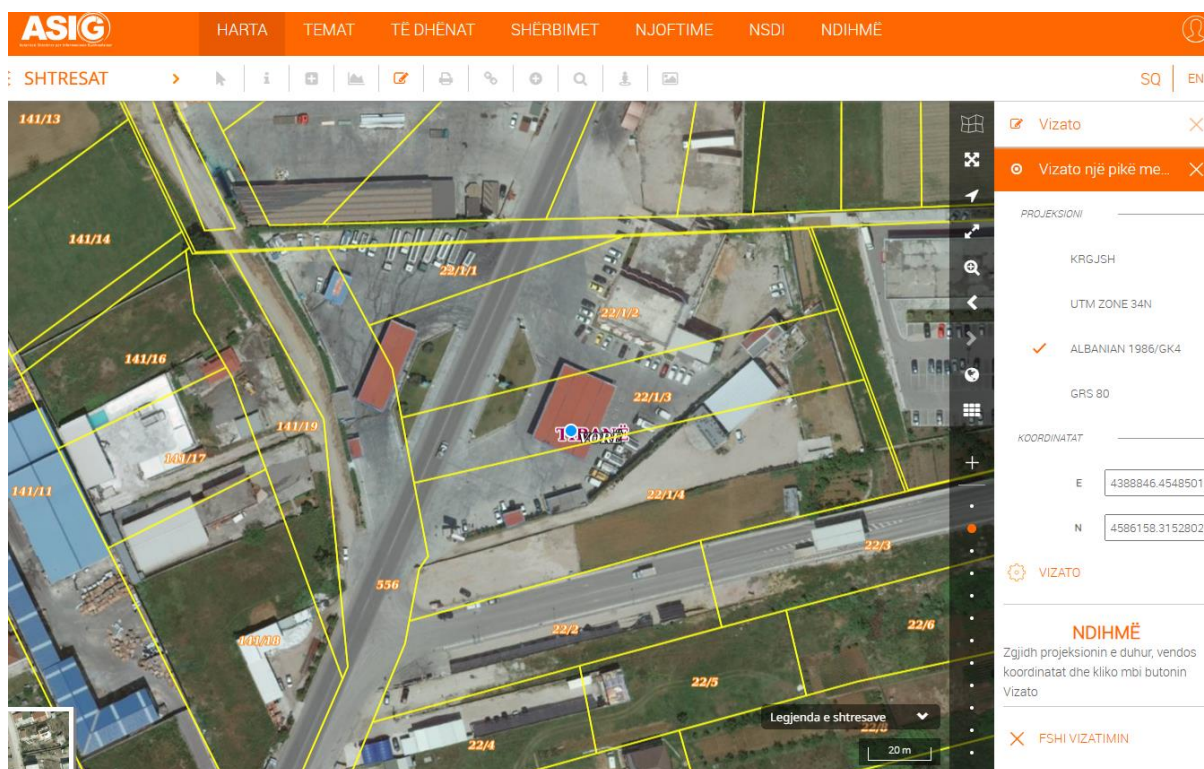 ASIG
HARTA TEMAT TË DHËNAT SHËRBIMET NJOFTIME NSDI NDIHMË
SHTRESAT
SQ EN
Vizato
Vizato një pikë me...
PROJEKSIONI
KRGJSH
UTM ZONE 34N
ALBANIAN 1986/GK4
GRS 80
KOORDINATAT
E 4388846.4548501
N 4586158.3152802
VIZATO
NDIHMË
Zgjidh projeksionin e duhur, vendos
koordinatat dhe kliko mbi butonin
Vizato
FSHI VIZATIMIN
141/13
141/14
22/1/1
22/1/2
141/16
22/1/3
141/19
VORË
141/17
141/11
22/1/4
22/3
556
22/2
22/6
141/18
22/5
Legjenda e shtresave
22/8
22/4
20 m